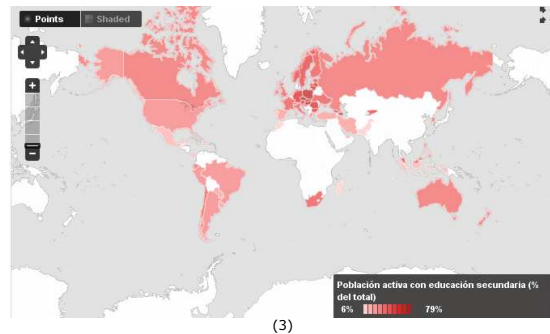 Points Shaded
+
−
Población activa con educación secundaria (%
del total)
6% 79%
(3)